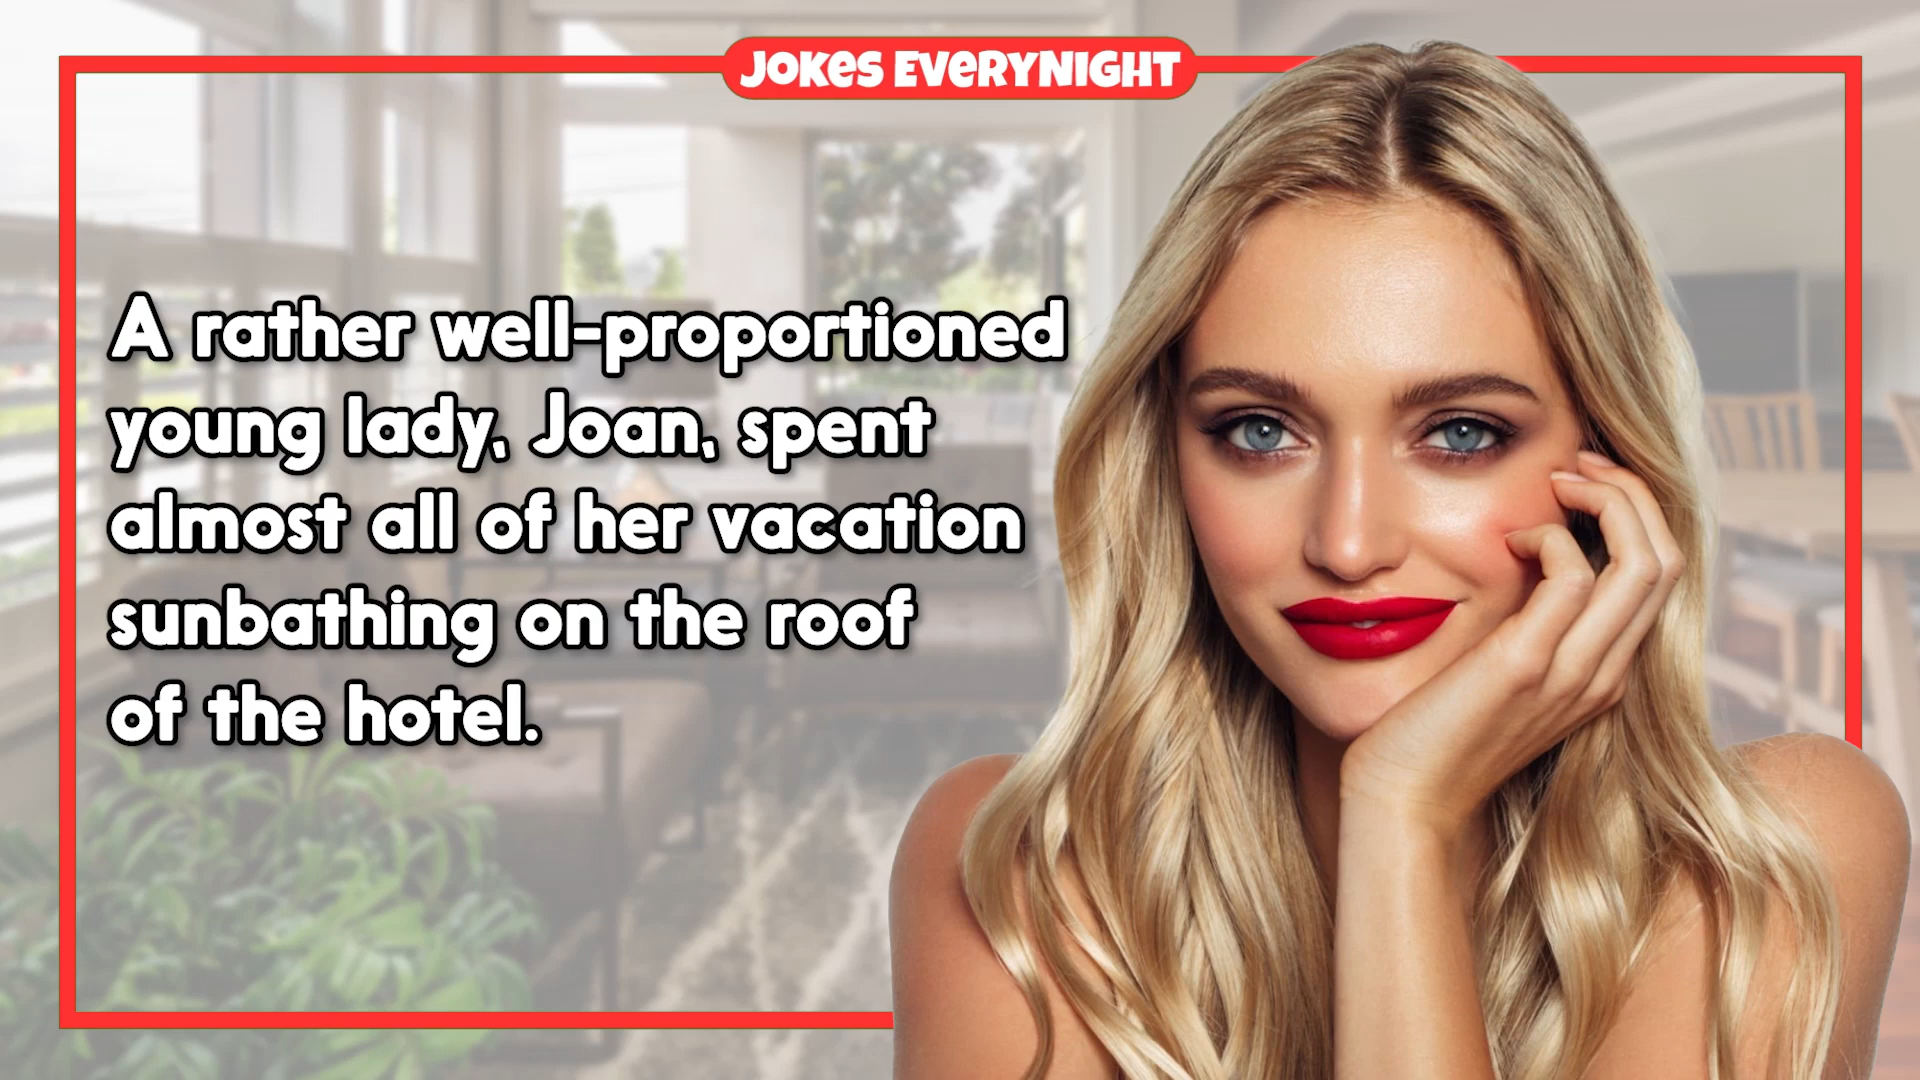 JOKES EVERYNIGHT
A rather well-proportioned
young lady, Joan, spent
almost all of her vacation
sunbathing on the roof
of the hotel.